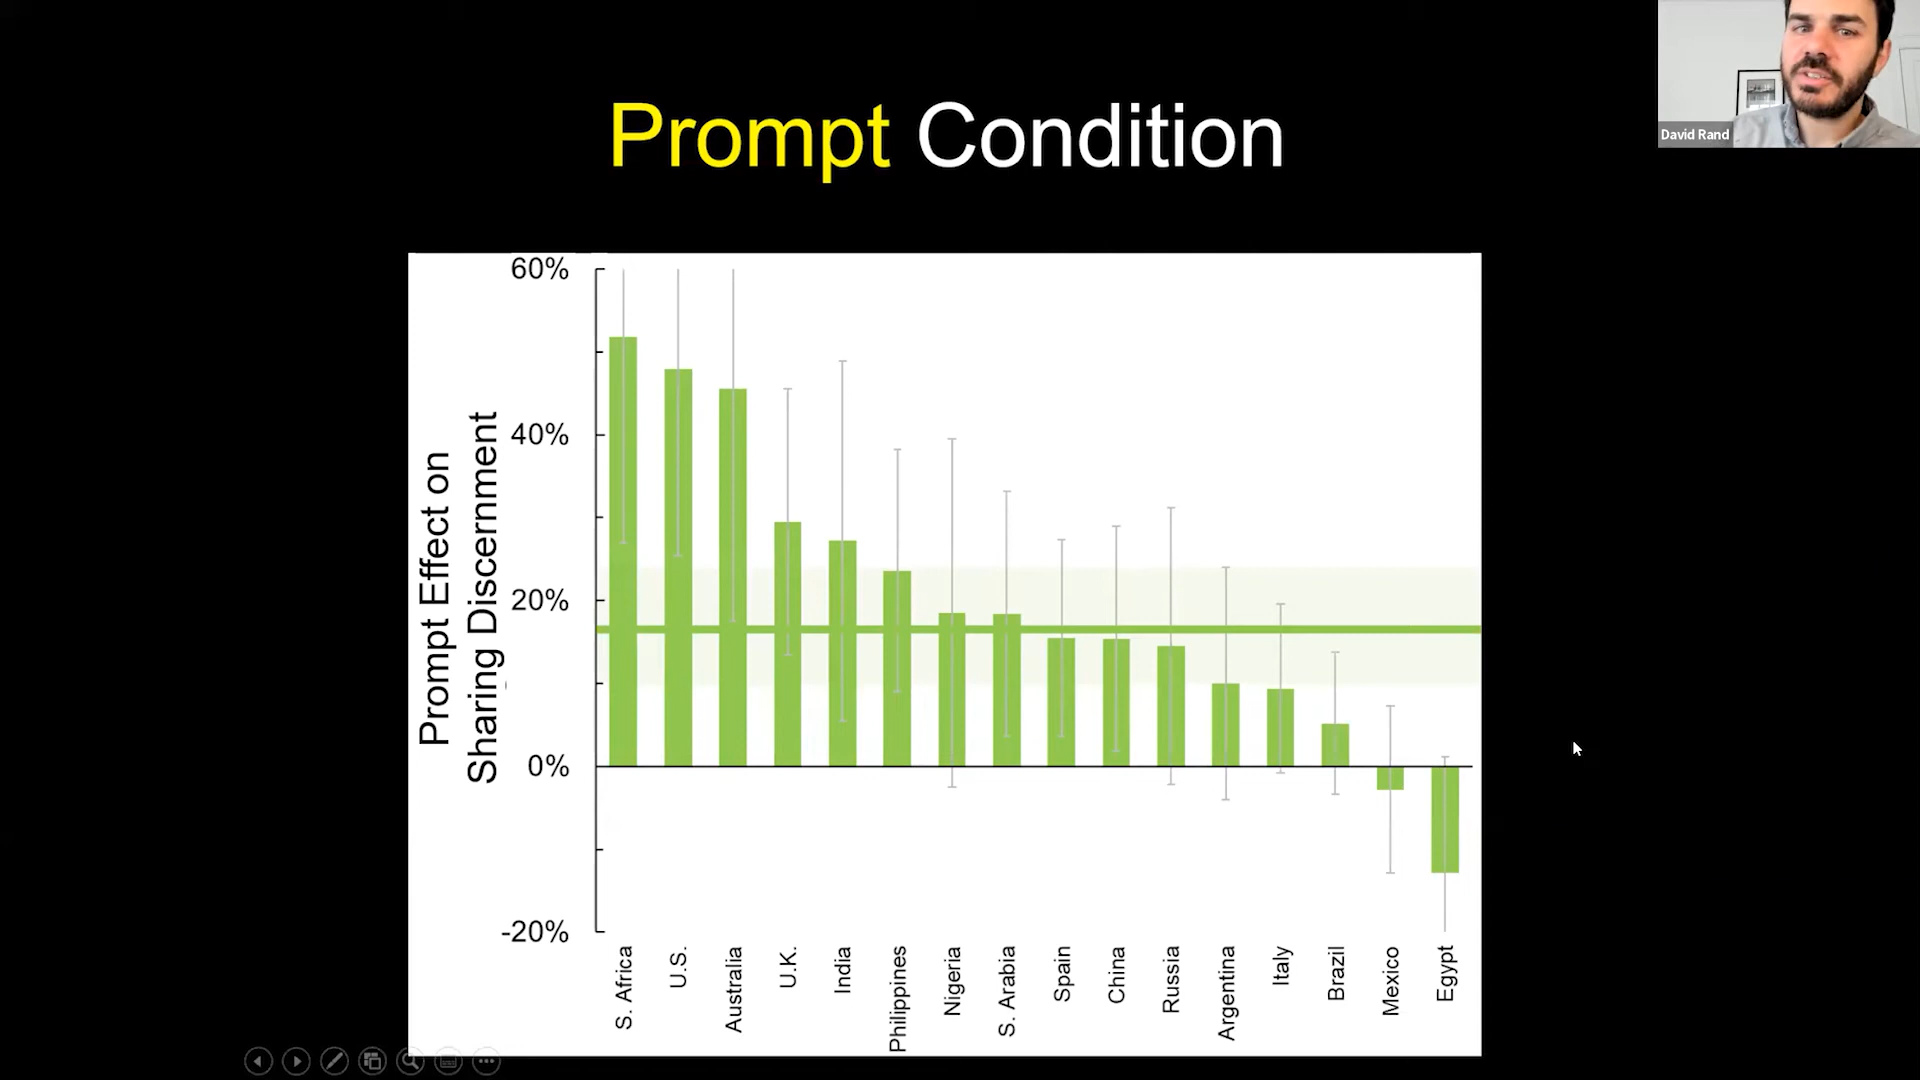 Prompt Condition
David Rand
Prompt Effect on
Sharing Discernment
60%
40%
20%
0%
-20%
S. Africa
U.S.
Australia
U.K.
India
Philippines
Nigeria
S. Arabia
Spain
China
Russia
Argentina
Italy
Brazil
Mexico
Egypt